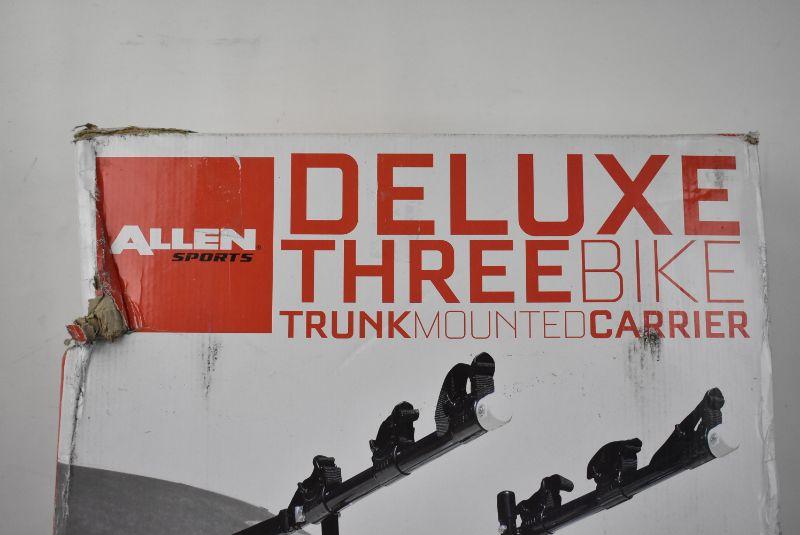 ALLEN®
SPORTS
DELUXE
THREEBIKE
TRUNKMOUNTEDCARRIER